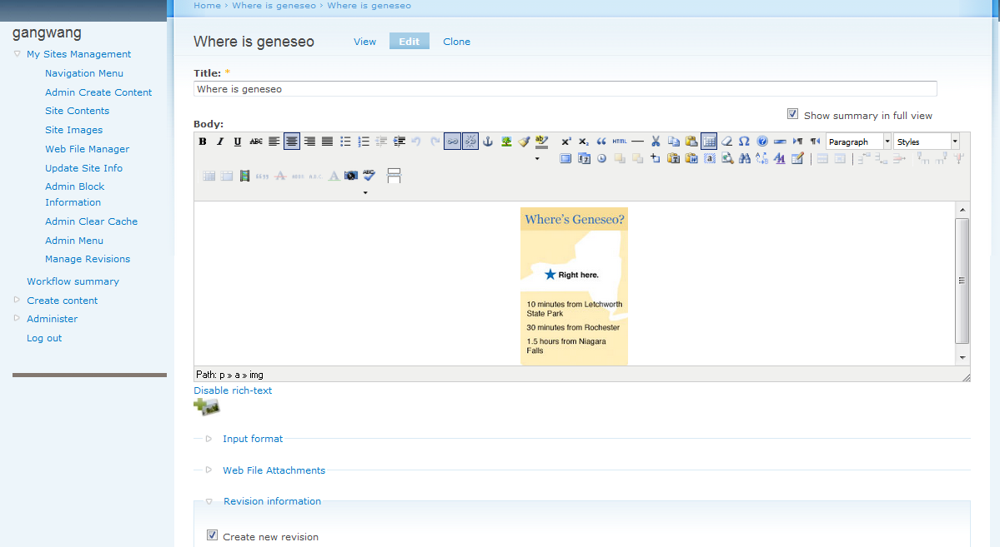 Home › Where is geneseo › Where is geneseo
gangwang
My Sites Management
Navigation Menu
Admin Create Content
Site Contents
Site Images
Web File Manager
Update Site Info
Admin Block
Information
Admin Clear Cache
Admin Menu
Manage Revisions
Workflow summary
Create content
Administer
Log out
Where is geneseo View Edit Clone
Title: *
Where is geneseo
Show summary in full view
Body:
B I U ABC HTML Paragraph Styles
Where's Geneseo?
Right here.
10 minutes from Letchworth
State Park
30 minutes from Rochester
1.5 hours from Niagara
Falls
Path: p » a » img
Disable rich-text
Input format
Web File Attachments
Revision information
Create new revision